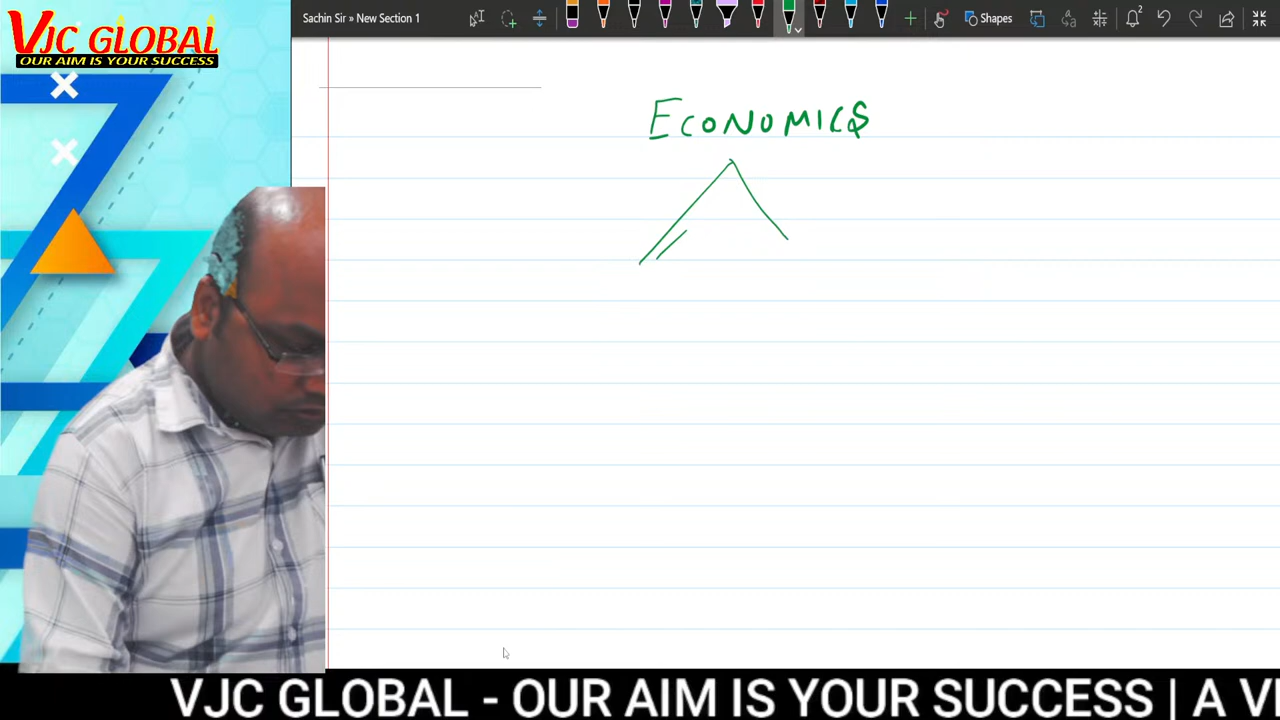 VJC GLOBAL
OUR AIM IS YOUR SUCCESS
Sachin Sir » New Section 1
Shapes
ECONOMICS
VJC GLOBAL - OUR AIM IS YOUR SUCCESS | A